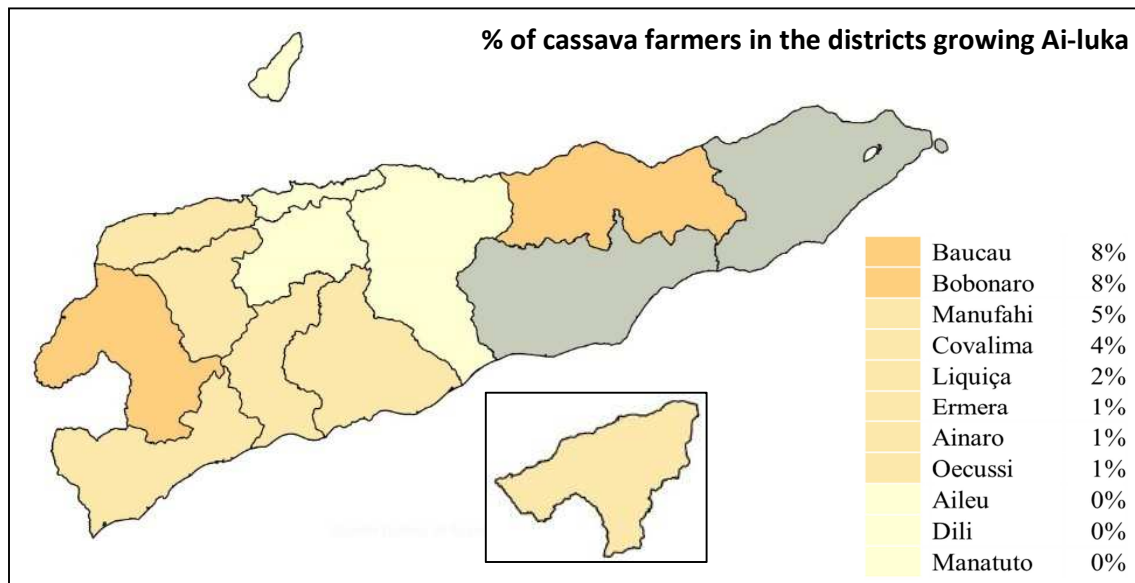 % of cassava farmers in the districts growing Ai-luka
Baucau 8%
Bobonaro 8%
Manufahi 5%
Covalima 4%
Liquiça 2%
Ermera 1%
Ainaro 1%
Oecussi 1%
Aileu 0%
Dili 0%
Manatuto 0%